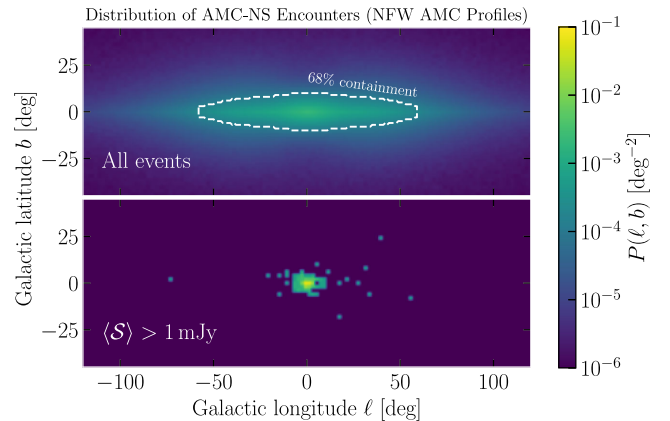 Distribution of AMC-NS Encounters (NFW AMC Profiles)
25
0
−25
68% containment
All events
25
0
−25
⟨𝒮⟩ > 1 mJy
−100 −50 0 50 100
Galactic longitude ℓ [deg]
Galactic latitude b [deg]
10⁻¹
10⁻²
10⁻³
10⁻⁴
10⁻⁵
10⁻⁶
P(ℓ, b) [deg⁻²]